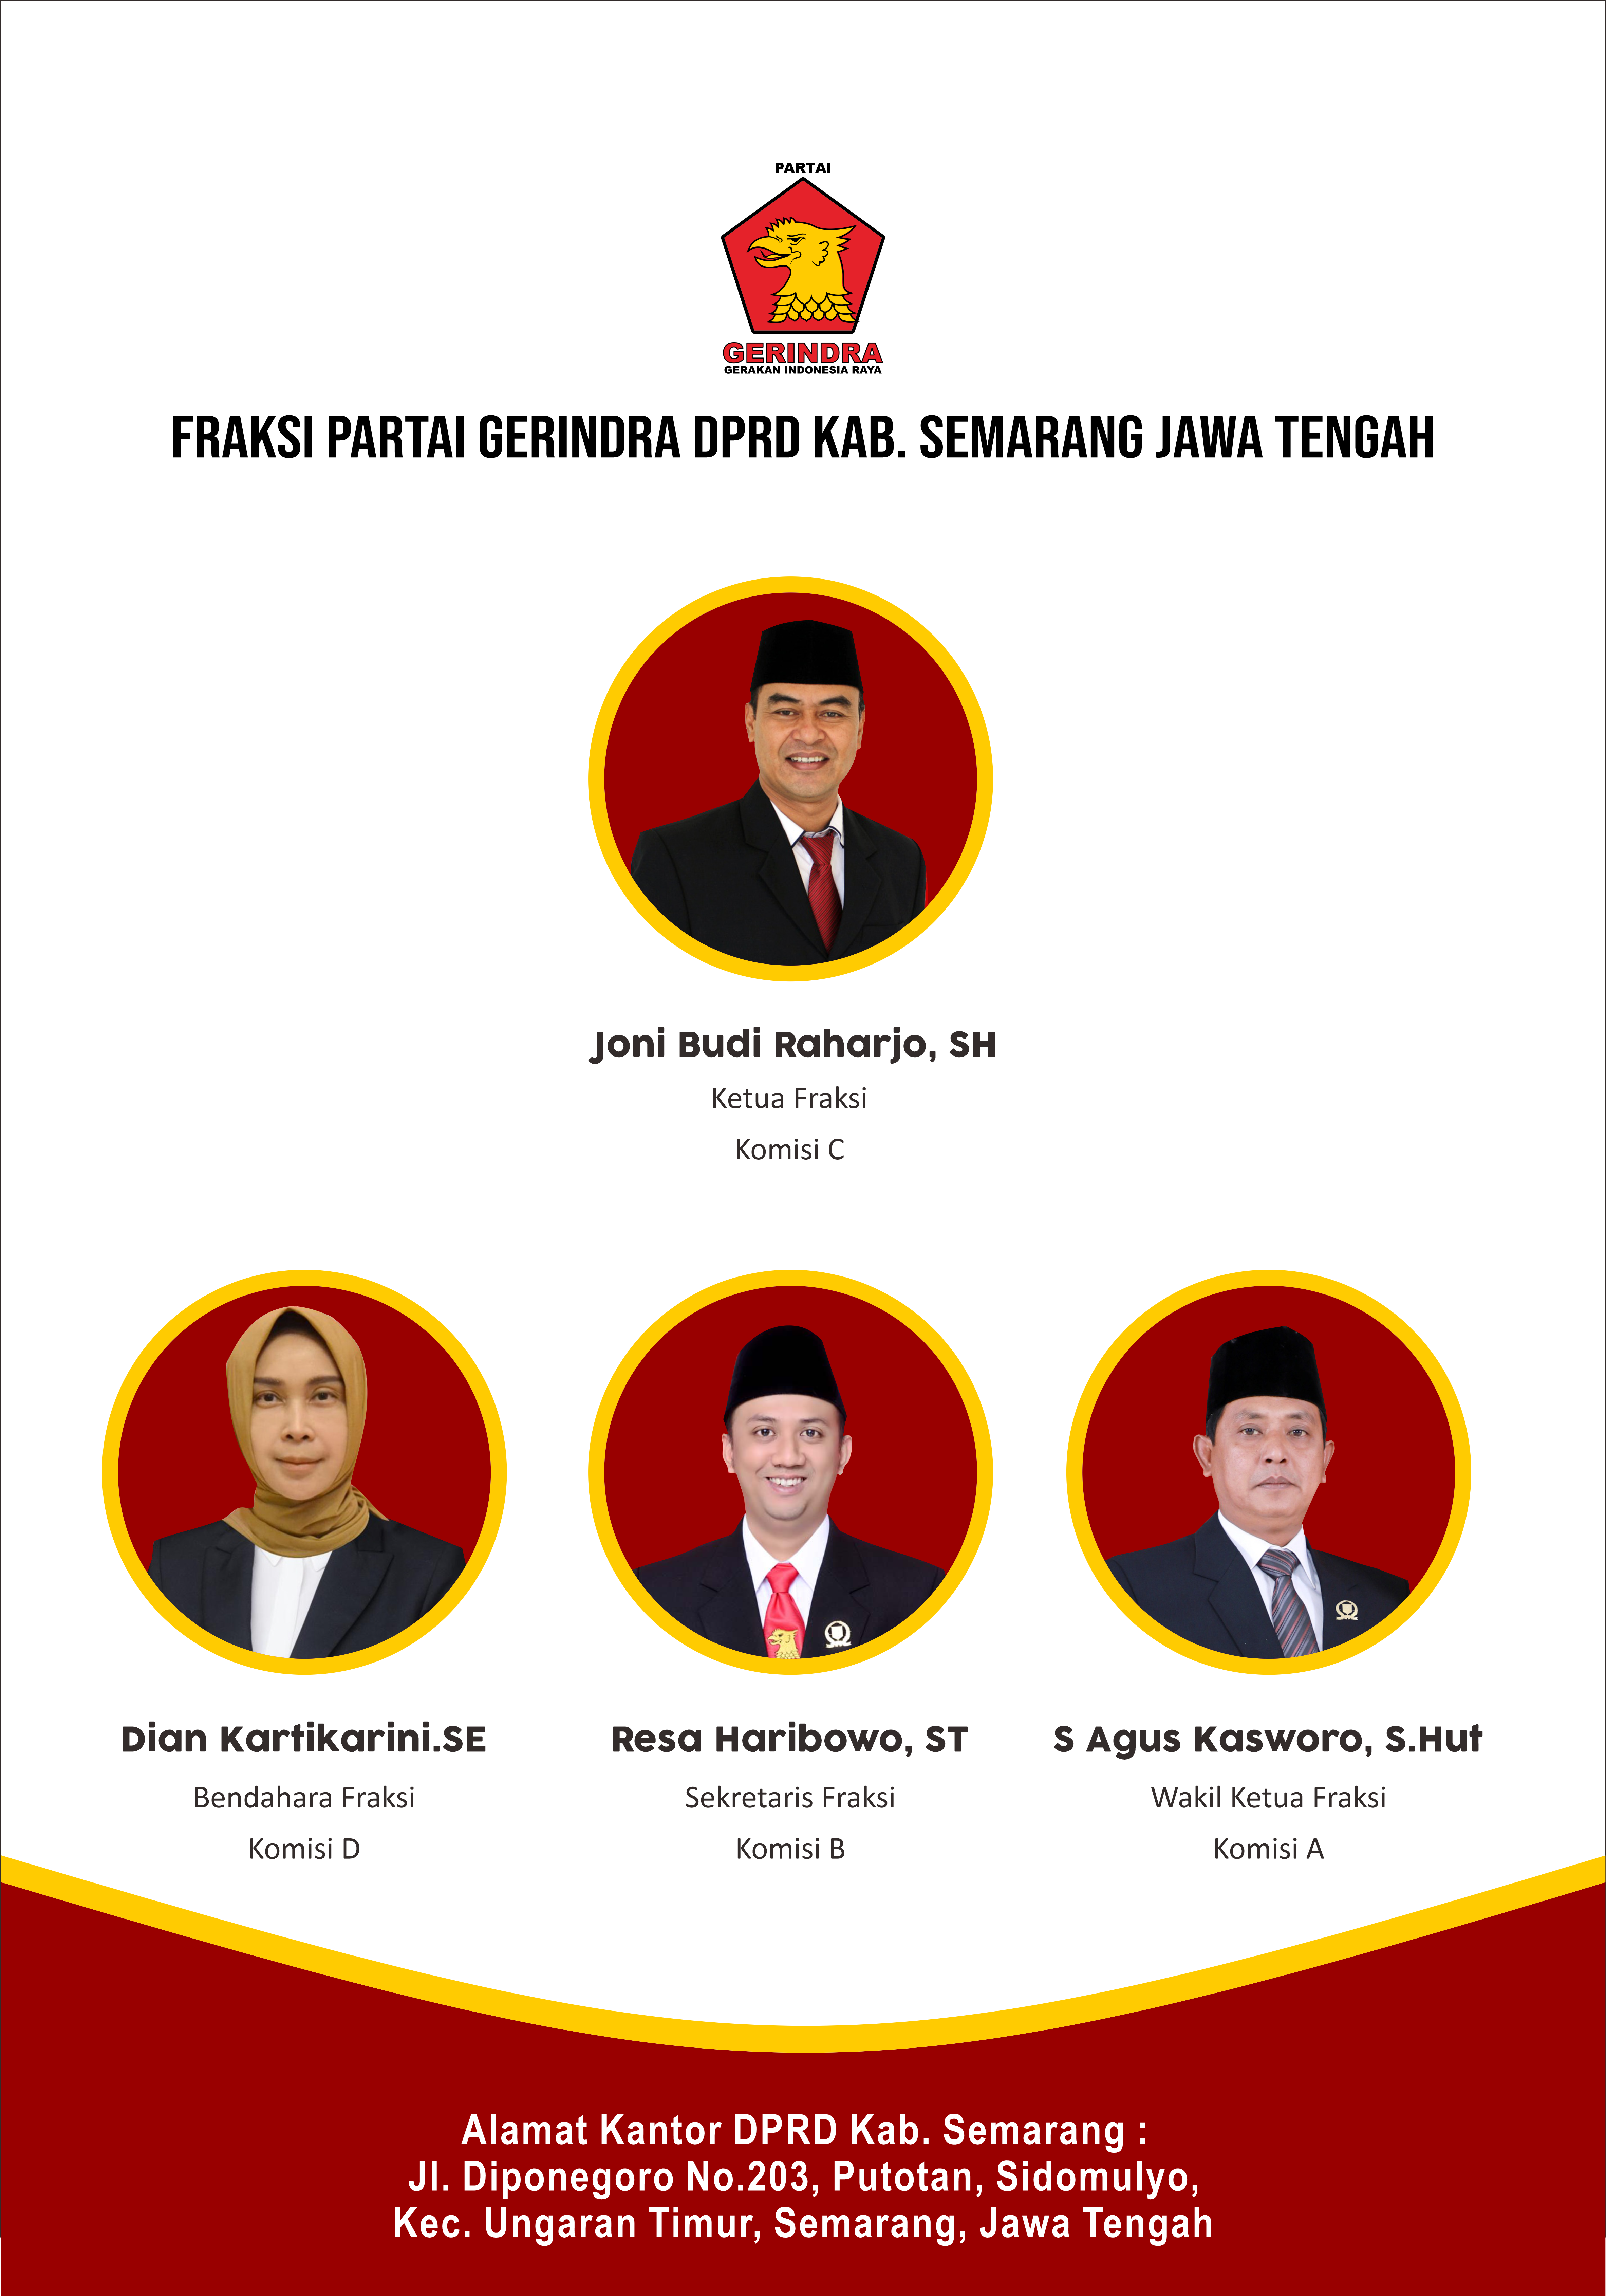 PARTAI
GERINDRA
GERAKAN INDONESIA RAYA
FRAKSI PARTAI GERINDRA DPRD KAB. SEMARANG JAWA TENGAH
Joni Budi Raharjo, SH
Ketua Fraksi
Komisi C
Dian Kartikarini.SE
Bendahara Fraksi
Komisi D
Resa Haribowo, ST
Sekretaris Fraksi
Komisi B
S Agus Kasworo, S.Hut
Wakil Ketua Fraksi
Komisi A
Alamat Kantor DPRD Kab. Semarang :
Jl. Diponegoro No.203, Putotan, Sidomulyo,
Kec. Ungaran Timur, Semarang, Jawa Tengah